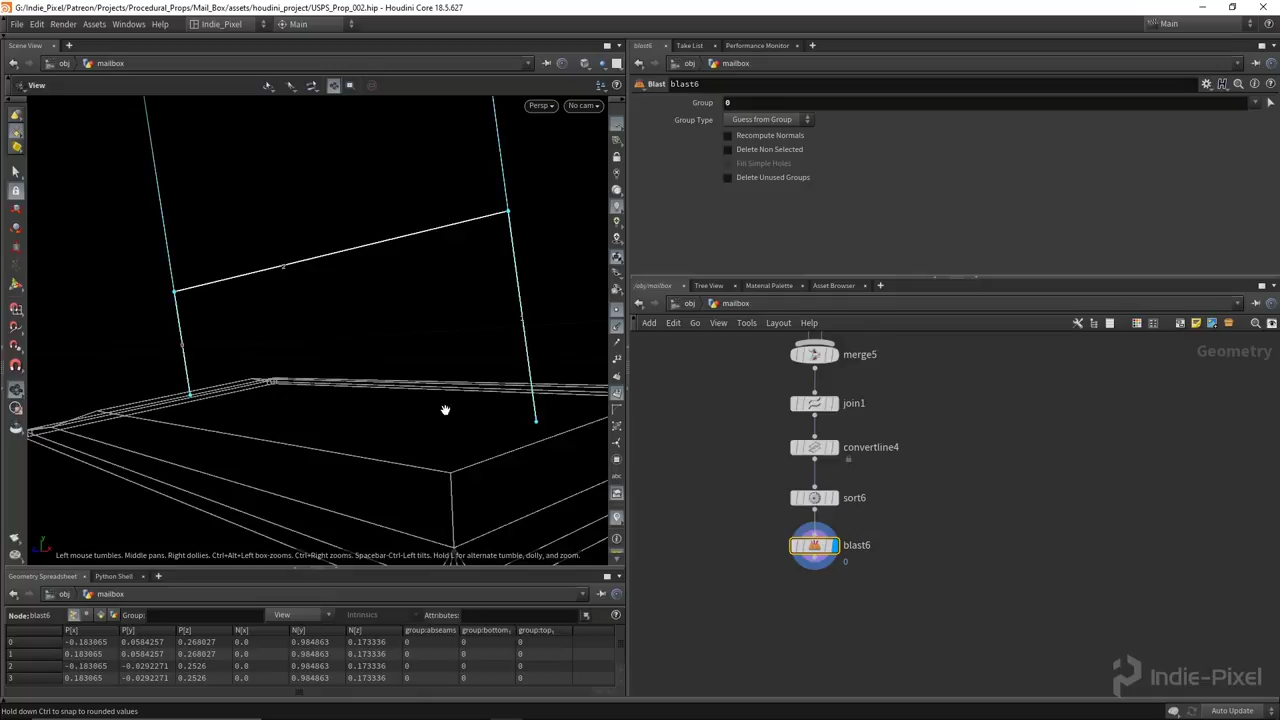 G:/Indie_Pixel/Patreon/Projects/Procedural_Props/Mail_Box/assets/houdini_project/USPS_Prop_002.hip - Houdini Core 18.5.627
File Edit Render Assets Windows Help Indie_Pixel Main Main
Scene View blast6 Take List Performance Monitor
obj mailbox obj mailbox
View Blast blast6
Persp No cam Group 0
Group Type Guess from Group
Recompute Normals
Delete Non Selected
Fill Simple Holes
Delete Unused Groups
/obj/mailbox Tree View Material Palette Asset Browser
obj mailbox
Add Edit Go View Tools Layout Help
Geometry
merge5
join1
convertline4
sort6
blast6
0
2
Left mouse tumbles. Middle pans. Right dollies. Ctrl+Alt+Left box-zooms. Ctrl+Right zooms. Spacebar-Ctrl-Left tilts. Hold L for alternate tumble, dolly, and zoom.
Geometry Spreadsheet Python Shell
obj mailbox
Node: blast6 Group: View Intrinsics Attributes:
P[x] P[y] P[z] N[x] N[y] N[z] group:abseams group:bottom group:top
0 -0.183065 0.0584257 0.268027 0.0 0.984863 0.173336 0 0 0
1 0.183065 0.0584257 0.268027 0.0 0.984863 0.173336 0 0 0
2 -0.183065 -0.0292271 0.2526 0.0 0.984863 0.173336 0 0 0
3 0.183065 -0.0292271 0.2526 0.0 0.984863 0.173336 0 0 0
Indie-Pixel
Hold down Ctrl to snap to rounded values
Auto Update